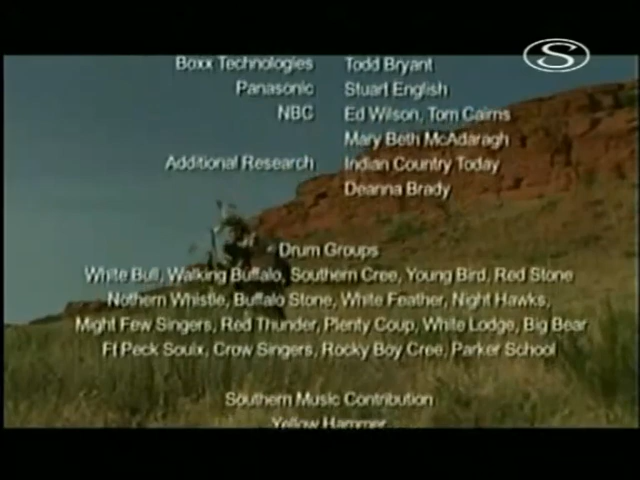 S
Boxx Technologies Todd Bryant
Panasonic Stuart English
NBC Ed Wilson, Tom Cairns
Mary Beth McAdaragh
Additional Research Indian Country Today
Deanna Brady
Drum Groups
White Bull, Walking Buffalo, Southern Cree, Young Bird, Red Stone
Nothern Whistle, Buffalo Stone, White Feather, Night Hawks,
Might Few Singers, Red Thunder, Plenty Coup, White Lodge, Big Bear
Ft Peck Souix, Crow Singers, Rocky Boy Cree, Parker School
Southern Music Contribution
Yellow Hammer